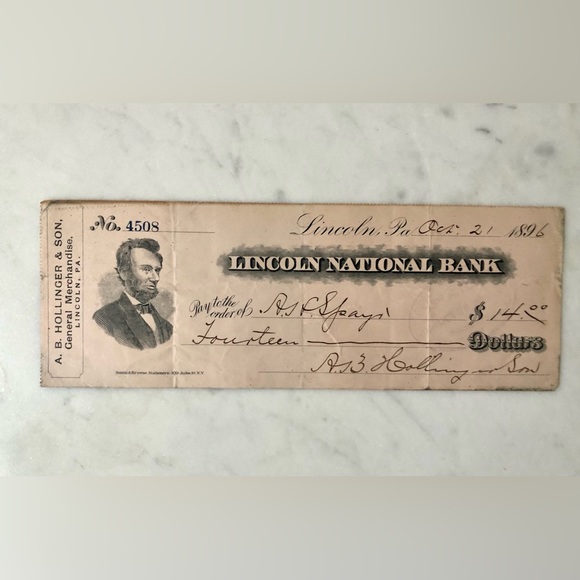 A. B. HOLLINGER & SON,
General Merchandise,
LINCOLN, PA.
No. 4508
Lincoln, Pa. Oct. 21 1896
LINCOLN NATIONAL BANK
Pay to the order of A. & Spays $14.00
Fourteen Dollars
A. B. Hollinger & Son